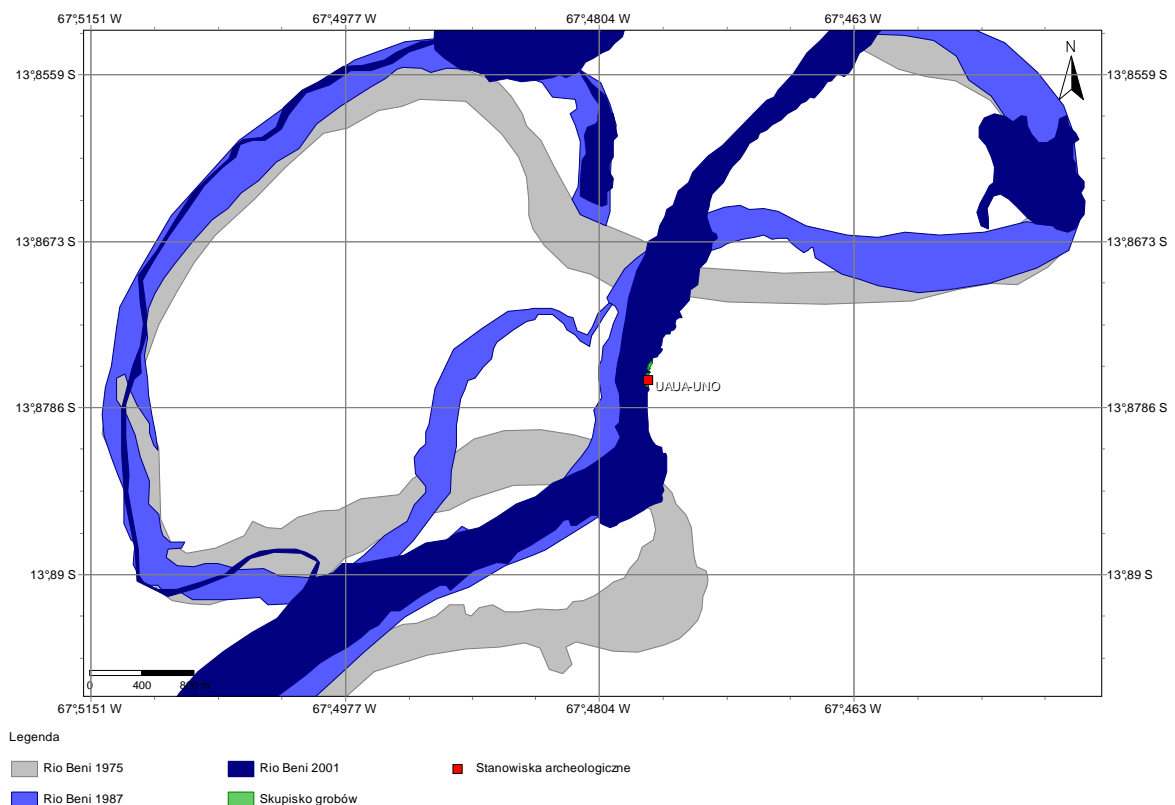 67°,5151 W 67°,4977 W 67°,4804 W 67°,463 W
N
13°,8559 S 13°,8559 S
13°,8673 S 13°,8673 S
UAUA-UNO
13°,8786 S 13°,8786 S
13°,89 S 13°,89 S
0 400
67°,5151 W 67°,4977 W 67°,4804 W 67°,463 W
Legenda
Rio Beni 1975 Rio Beni 2001 Stanowiska archeologiczne
Rio Beni 1987 Skupisko grobów